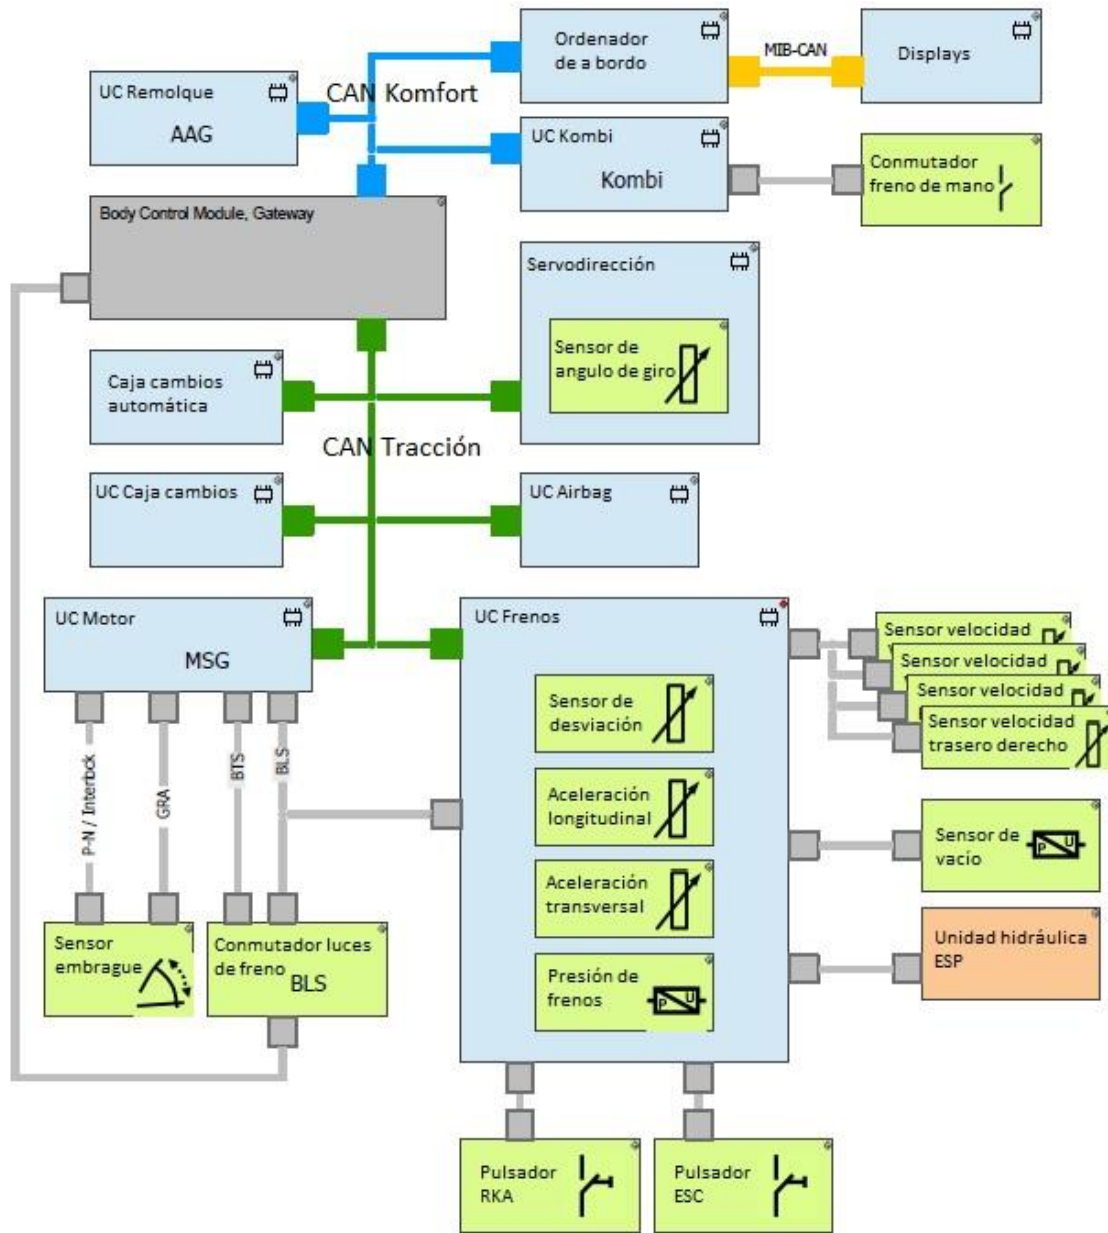 Ordenador
de a bordo
MIB-CAN
Displays
UC Remolque
AAG
CAN Komfort
UC Kombi
Kombi
Conmutador
freno de mano
Body Control Module, Gateway
Servodirección
Sensor de
angulo de giro
Caja cambios
automática
CAN Tracción
UC Caja cambios
UC Airbag
UC Motor
MSG
UC Frenos
Sensor velocidad
Sensor velocidad
Sensor velocidad
Sensor velocidad
trasero derecho
Sensor de
desviación
P-N / Interlock
GRA
BTS
BLS
Aceleración
longitudinal
Sensor de
vacío
P U
Aceleración
transversal
Sensor
embrague
Conmutador luces
de freno
BLS
Unidad hidráulica
ESP
Presión de
frenos
P U
Pulsador
RKA
Pulsador
ESC